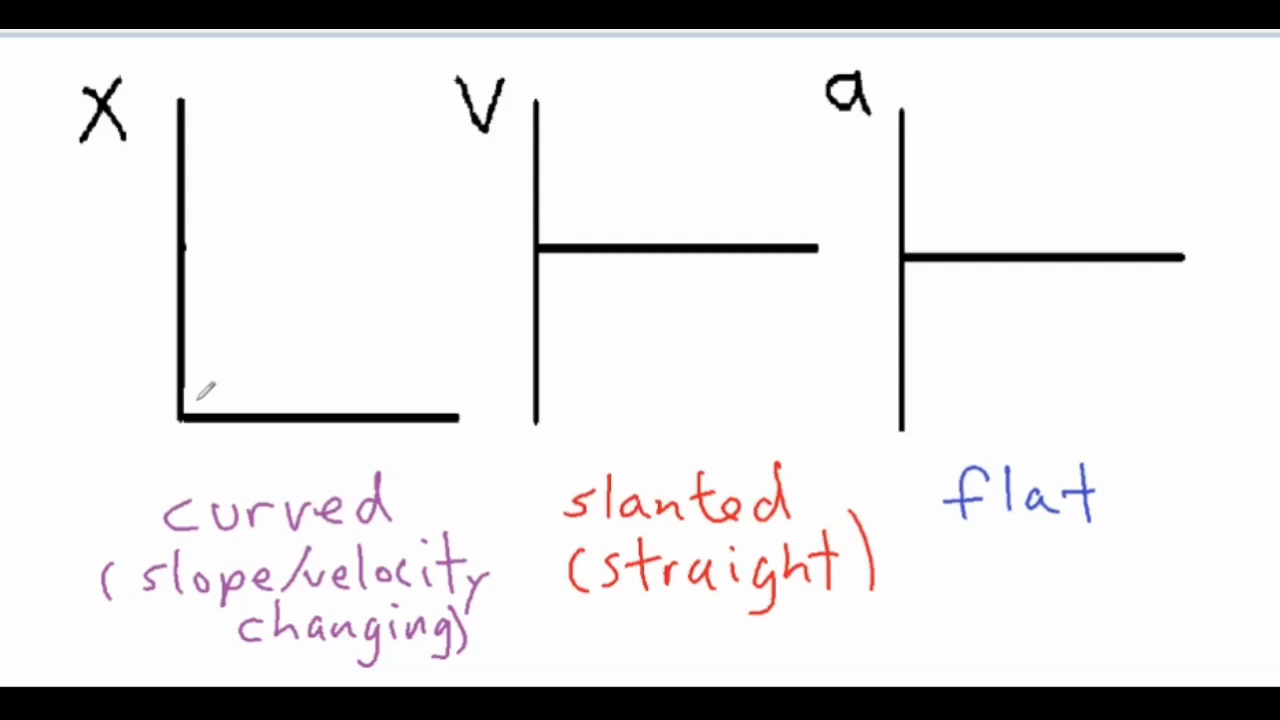 X
V
a
curved
(slope/velocity
changing)
slanted
(straight)
flat